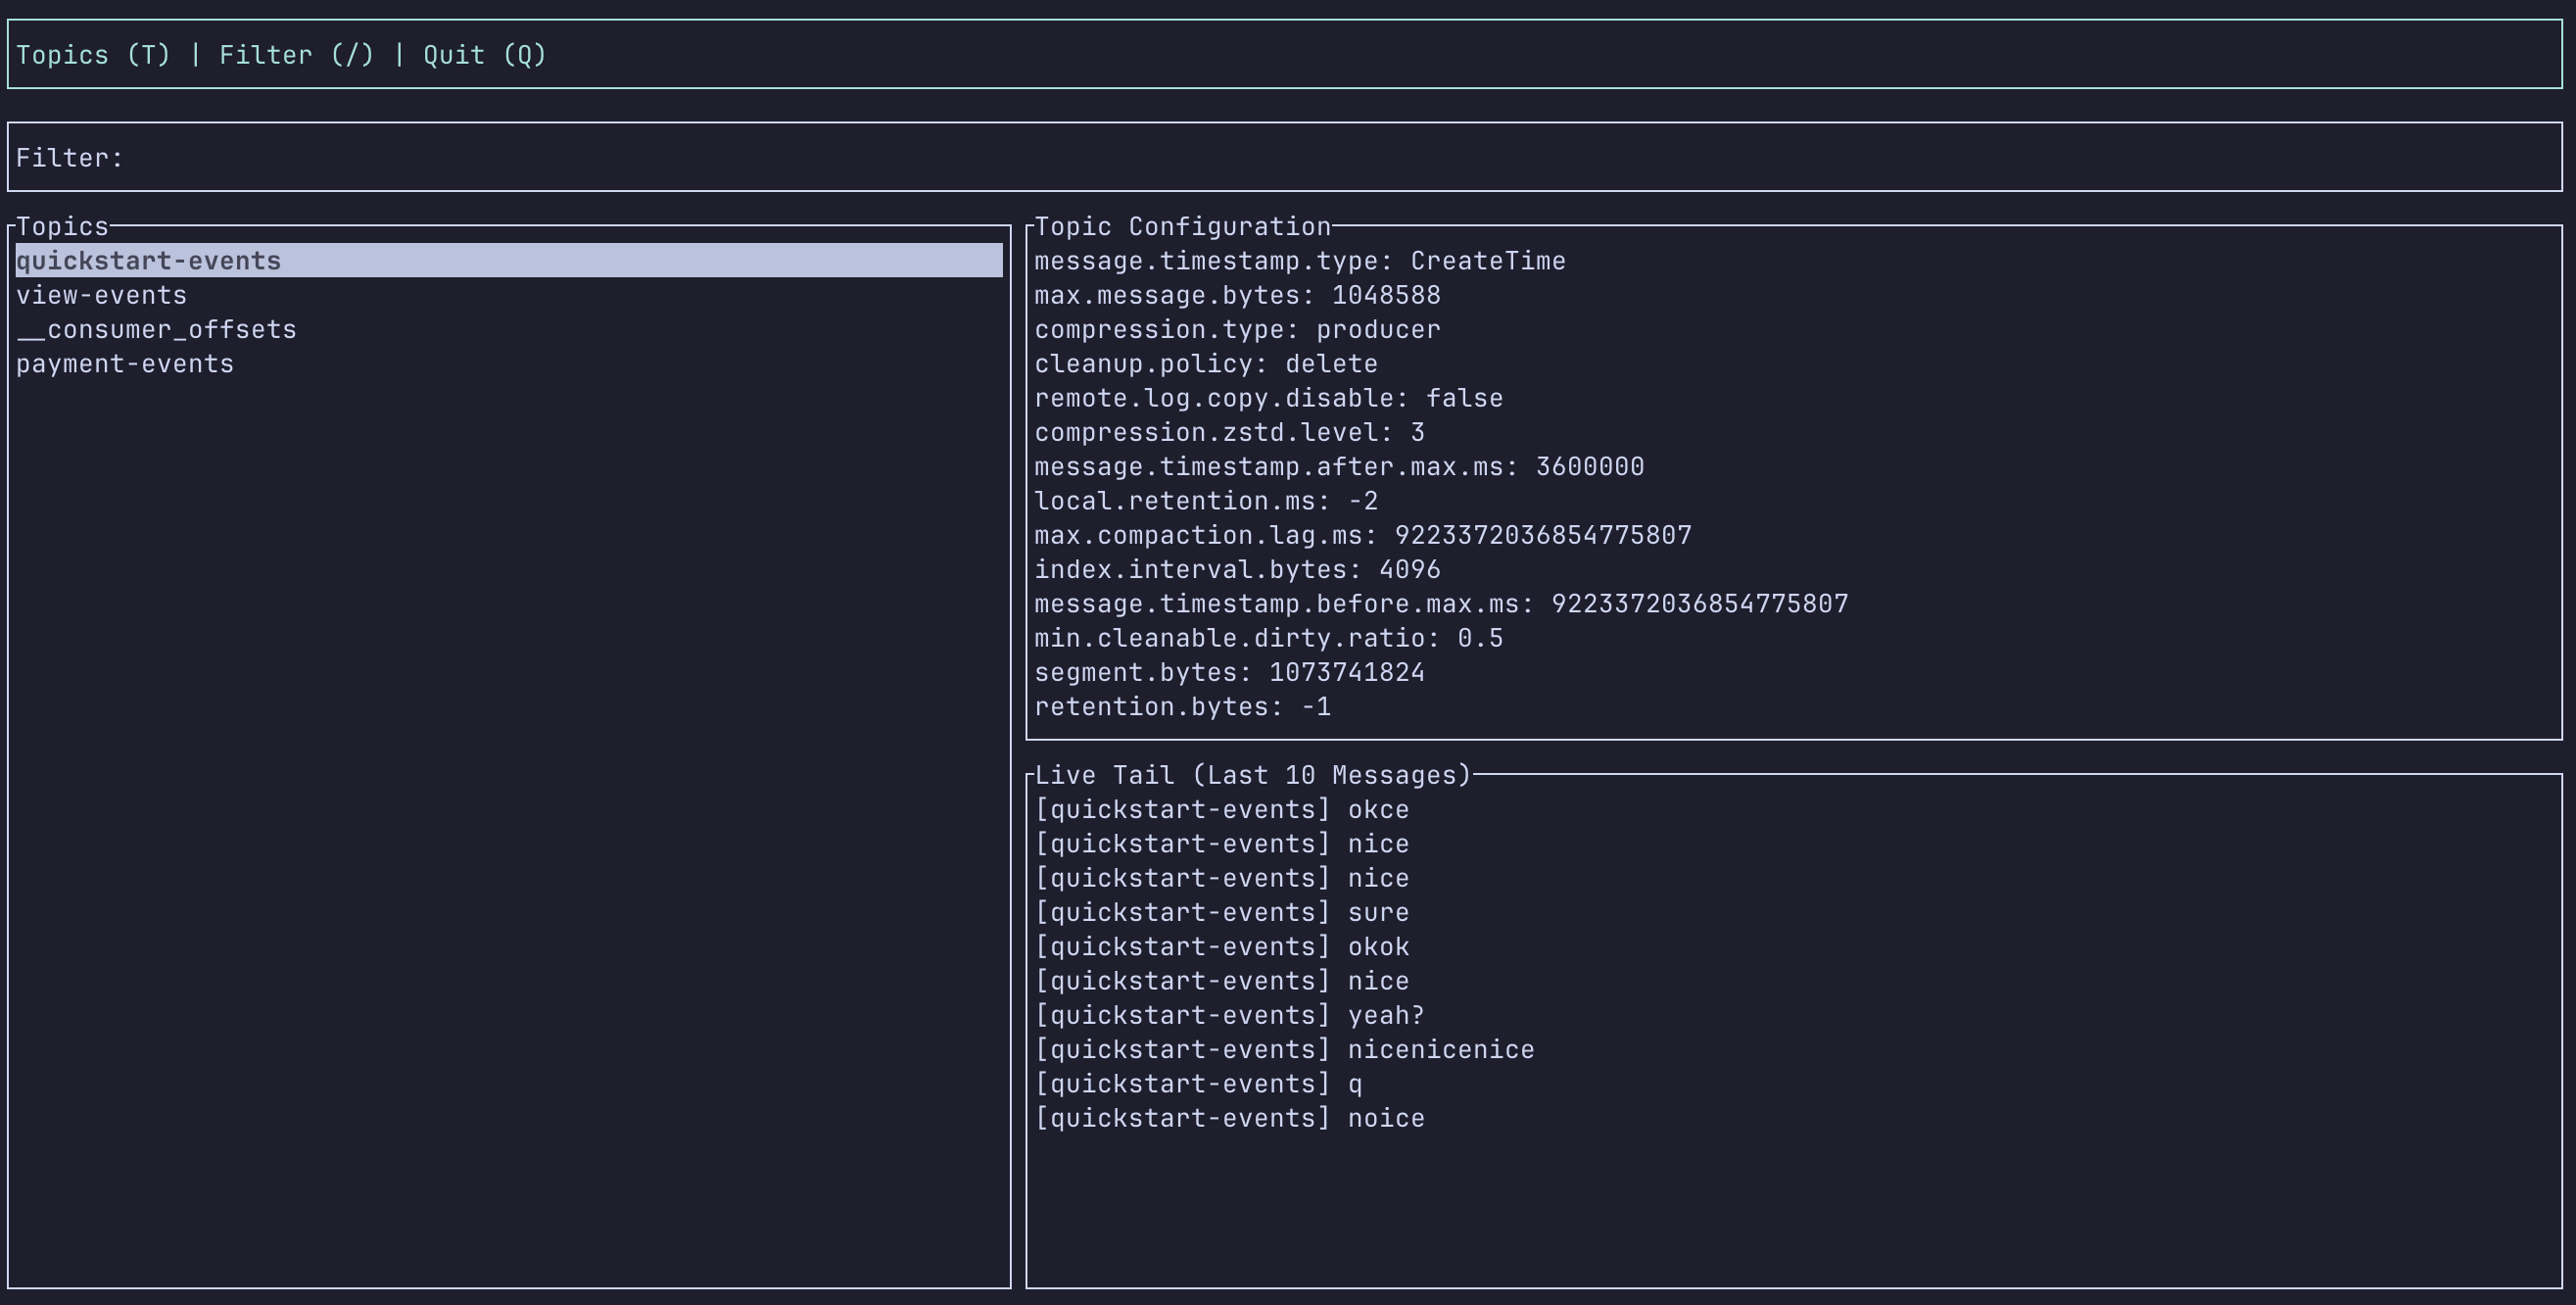 Topics (T) | Filter (/) | Quit (Q)
Filter:
Topics
quickstart-events
view-events
__consumer_offsets
payment-events
Topic Configuration
message.timestamp.type: CreateTime
max.message.bytes: 1048588
compression.type: producer
cleanup.policy: delete
remote.log.copy.disable: false
compression.zstd.level: 3
message.timestamp.after.max.ms: 3600000
local.retention.ms: -2
max.compaction.lag.ms: 9223372036854775807
index.interval.bytes: 4096
message.timestamp.before.max.ms: 9223372036854775807
min.cleanable.dirty.ratio: 0.5
segment.bytes: 1073741824
retention.bytes: -1
Live Tail (Last 10 Messages)
[quickstart-events] okce
[quickstart-events] nice
[quickstart-events] nice
[quickstart-events] sure
[quickstart-events] okok
[quickstart-events] nice
[quickstart-events] yeah?
[quickstart-events] nicenicenice
[quickstart-events] q
[quickstart-events] noice